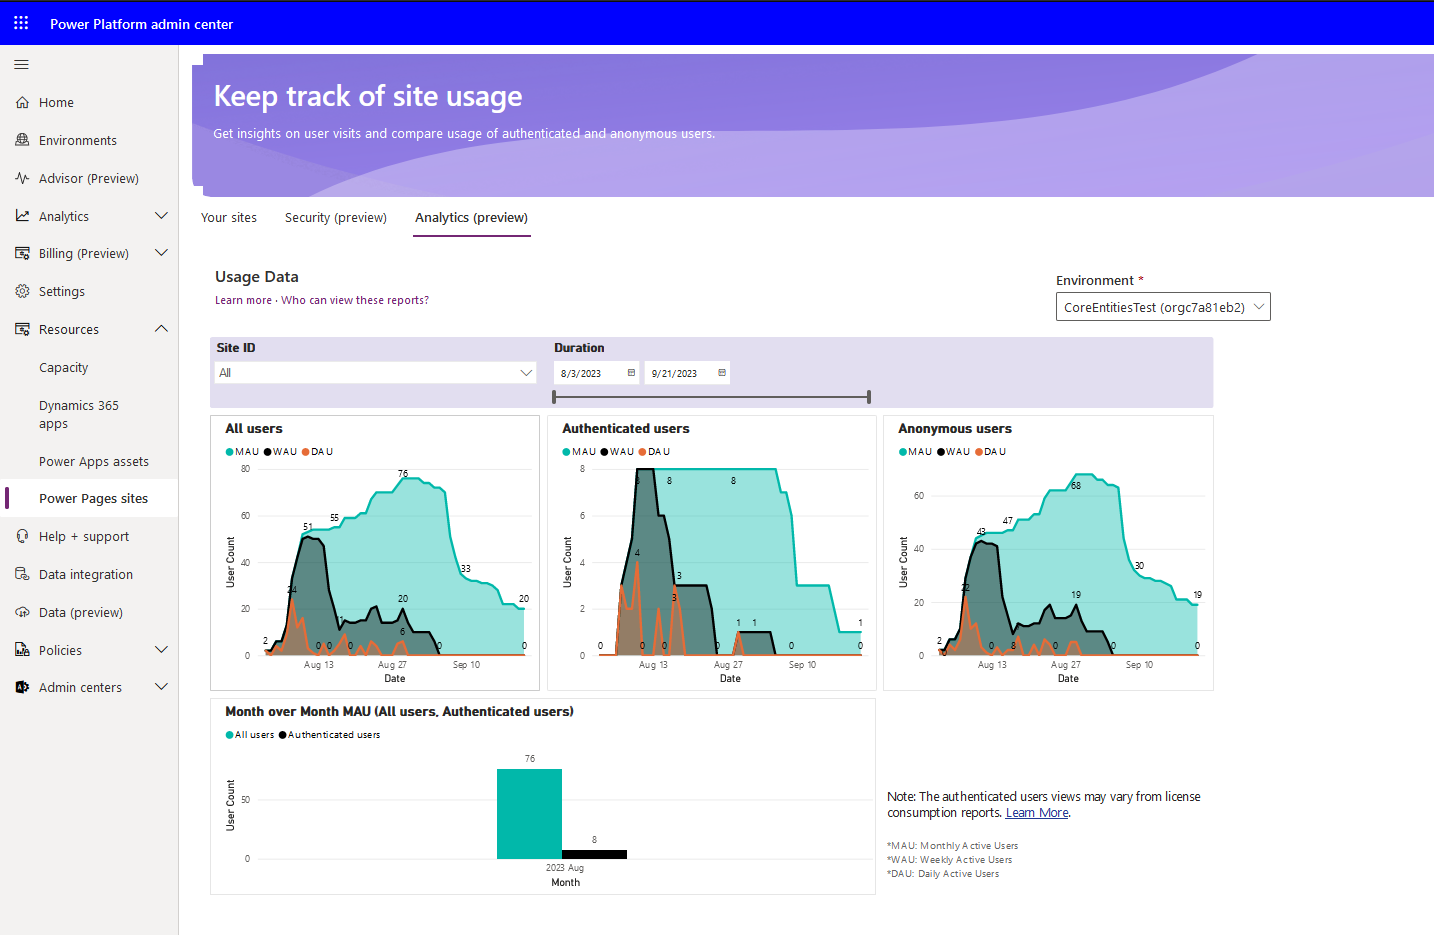 Power Platform admin center
Home
Environments
Advisor (Preview)
Analytics
Billing (Preview)
Settings
Resources
Capacity
Dynamics 365
apps
Power Apps assets
Power Pages sites
Help + support
Data integration
Data (preview)
Policies
Admin centers
Keep track of site usage
Get insights on user visits and compare usage of authenticated and anonymous users.
Your sites Security (preview) Analytics (preview)
Usage Data
Learn more · Who can view these reports?
Environment *
CoreEntitiesTest (orgc7a81eb2)
Site ID
All
Duration
8/3/2023 9/21/2023
All users
MAU WAU DAU
User Count
80
60
40
20
0
2
24
51
55
76
33
20
20
6
0 0 0 0 0
Aug 13 Aug 27 Sep 10
Date
Authenticated users
MAU WAU DAU
User Count
8
6
4
2
0
8 8
4
3
3
1 1 1
0 0 0 0 0 0
Aug 13 Aug 27 Sep 10
Date
Anonymous users
MAU WAU DAU
User Count
60
40
20
0
2
22
43
47
68
30
19
19
8
0 0 0 0 0
Aug 13 Aug 27 Sep 10
Date
Month over Month MAU (All users, Authenticated users)
All users Authenticated users
User Count
50
0
76
8
2023 Aug
Month
Note: The authenticated users views may vary from license
consumption reports. Learn More.
*MAU: Monthly Active Users
*WAU: Weekly Active Users
*DAU: Daily Active Users